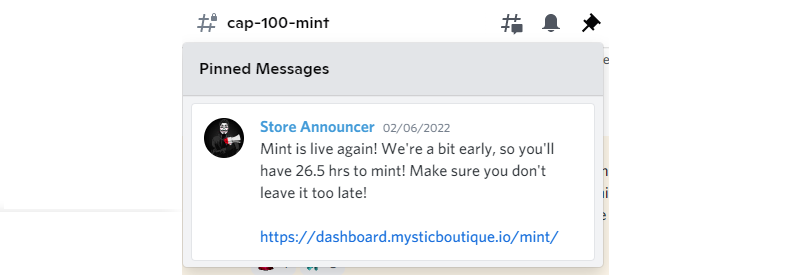 cap-100-mint
Pinned Messages
Store Announcer 02/06/2022
Mint is live again! We're a bit early, so you'll
have 26.5 hrs to mint! Make sure you don't
leave it too late!
https://dashboard.mysticboutique.io/mint/